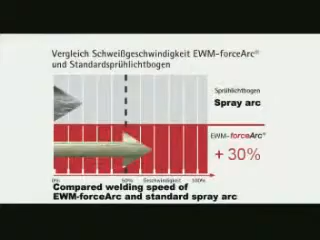 Vergleich Schweißgeschwindigkeit EWM-forceArc®
und Standardsprühlichtbogen
Sprühlichtbogen
Spray arc
EWM-forceArc®
+ 30%
0% 50% Geschwindigkeit 100%
Compared welding speed of
EWM-forceArc and standard spray arc